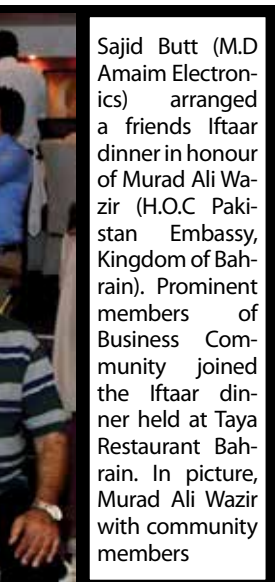 Sajid Butt (M.D
Amaim Electron-
ics) arranged
a friends Iftaar
dinner in honour
of Murad Ali Wa-
zir (H.O.C Paki-
stan Embassy,
Kingdom of Bah-
rain). Prominent
members of
Business Com-
munity joined
the Iftaar din-
ner held at Taya
Restaurant Bah-
rain. In picture,
Murad Ali Wazir
with community
members